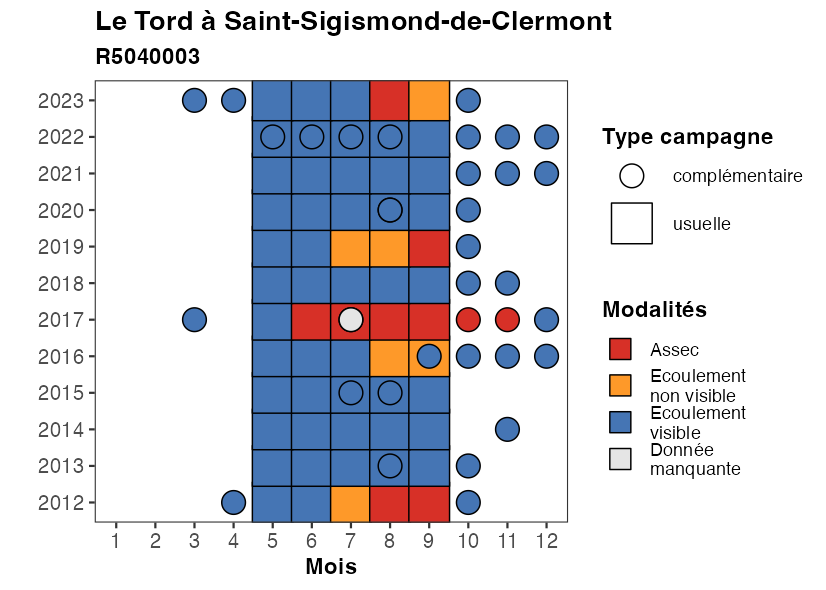 Le Tord à Saint-Sigismond-de-Clermont
R5040003
2023
2022
2021
2020
2019
2018
2017
2016
2015
2014
2013
2012
1 2 3 4 5 6 7 8 9 10 11 12
Mois
Type campagne
complémentaire
usuelle
Modalités
Assec
Ecoulement
non visible
Ecoulement
visible
Donnée
manquante